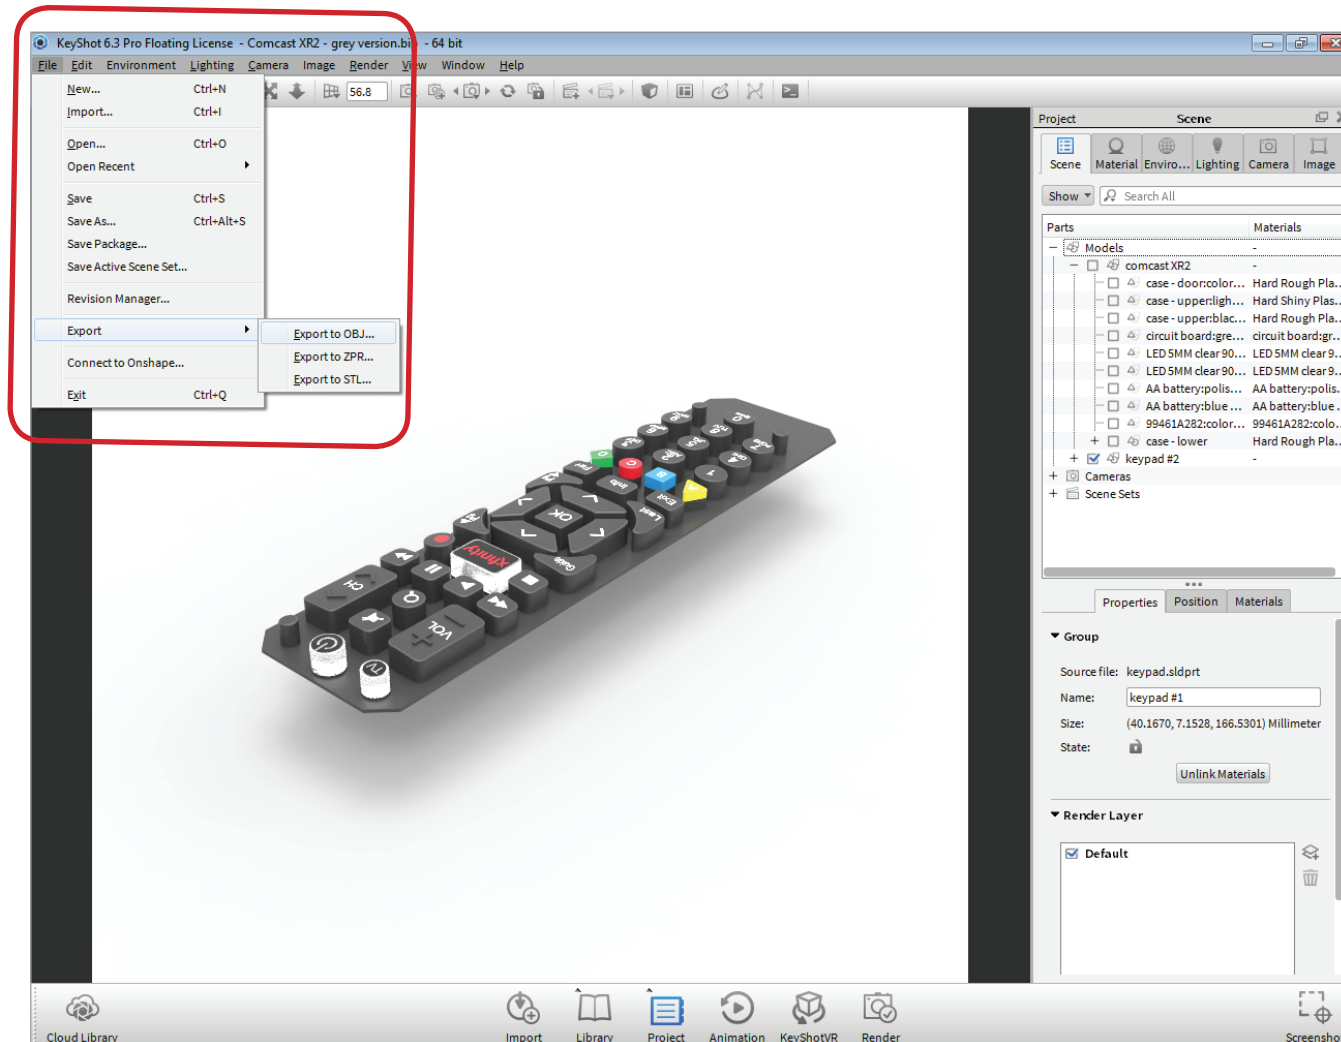 KeyShot 6.3 Pro Floating License - Comcast XR2 - grey version.bip - 64 bit
File Edit Environment Lighting Camera Image Render View Window Help
56.8
New... Ctrl+N
Import... Ctrl+I
Open... Ctrl+O
Open Recent
Save Ctrl+S
Save As... Ctrl+Alt+S
Save Package...
Save Active Scene Set...
Revision Manager...
Export
Export to OBJ...
Export to ZPR...
Export to STL...
Connect to Onshape...
Exit Ctrl+Q
OK
Guide
Last
Exit
Info
Fav
A
B
C
D
1
xfinity
CH
VOL
TV
Project Scene
Scene Material Enviro... Lighting Camera Image
Show Search All
Parts Materials
Models -
comcast XR2 -
case - door:color... Hard Rough Pla...
case - upper:ligh... Hard Shiny Plas...
case - upper:blac... Hard Rough Pla...
circuit board:gre... circuit board:gr...
LED 5MM clear 90... LED 5MM clear 9...
LED 5MM clear 90... LED 5MM clear 9...
AA battery:polis... AA battery:polis...
AA battery:blue ... AA battery:blue ...
99461A282:color... 99461A282:colo...
case - lower Hard Rough Pla...
keypad #2 -
Cameras
Scene Sets
Properties Position Materials
Group
Source file: keypad.sldprt
Name: keypad #1
Size: (40.1670, 7.1528, 166.5301) Millimeter
State:
Unlink Materials
Render Layer
Default
Cloud Library Import Library Project Animation KeyShotVR Render Screensho